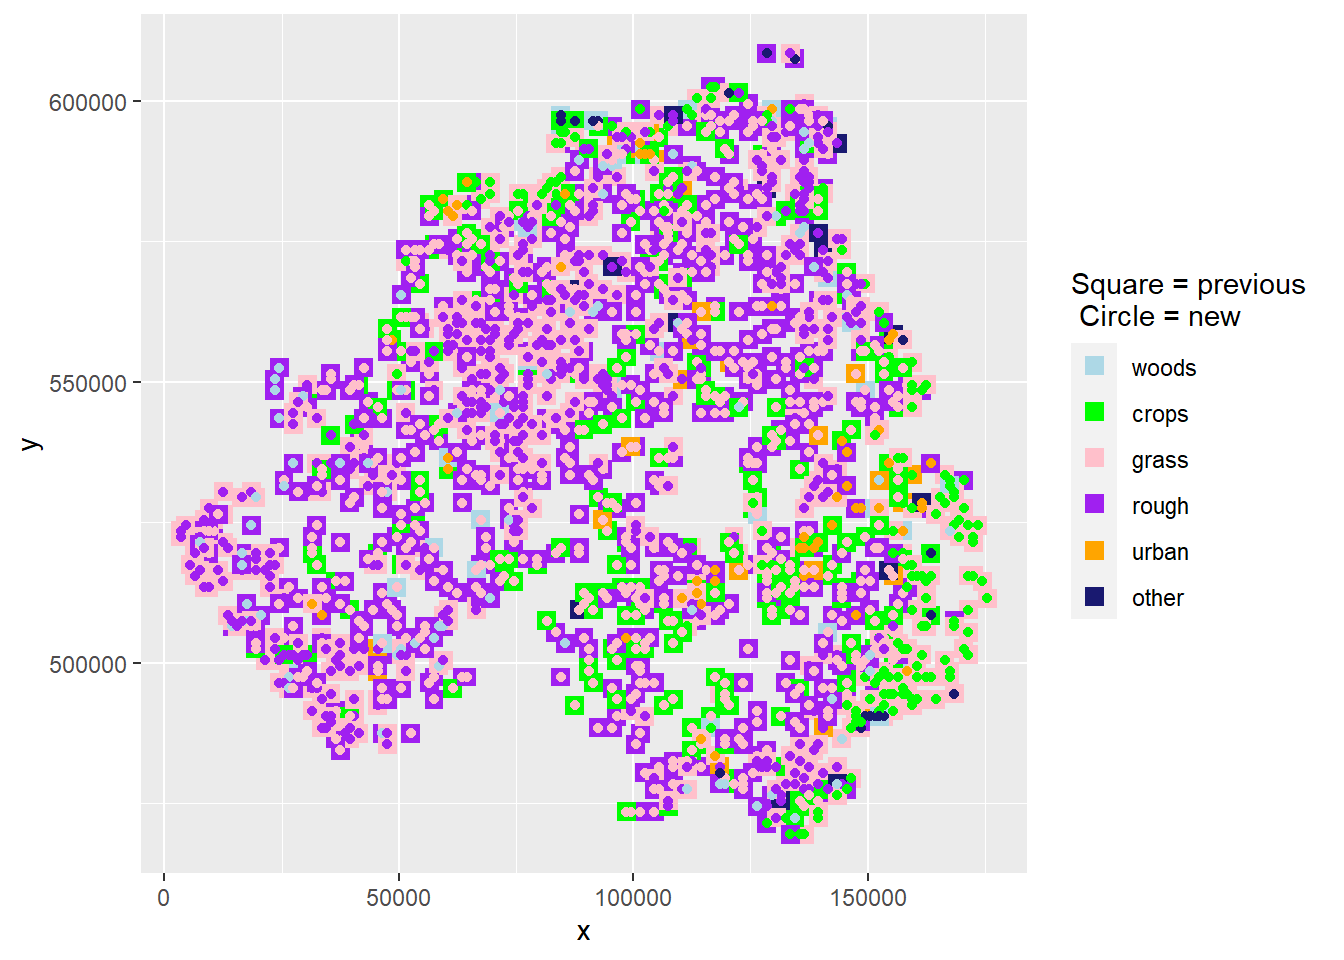 600000
550000
500000
y
0
50000
100000
150000
x
Square = previous
Circle = new
woods
crops
grass
rough
urban
other